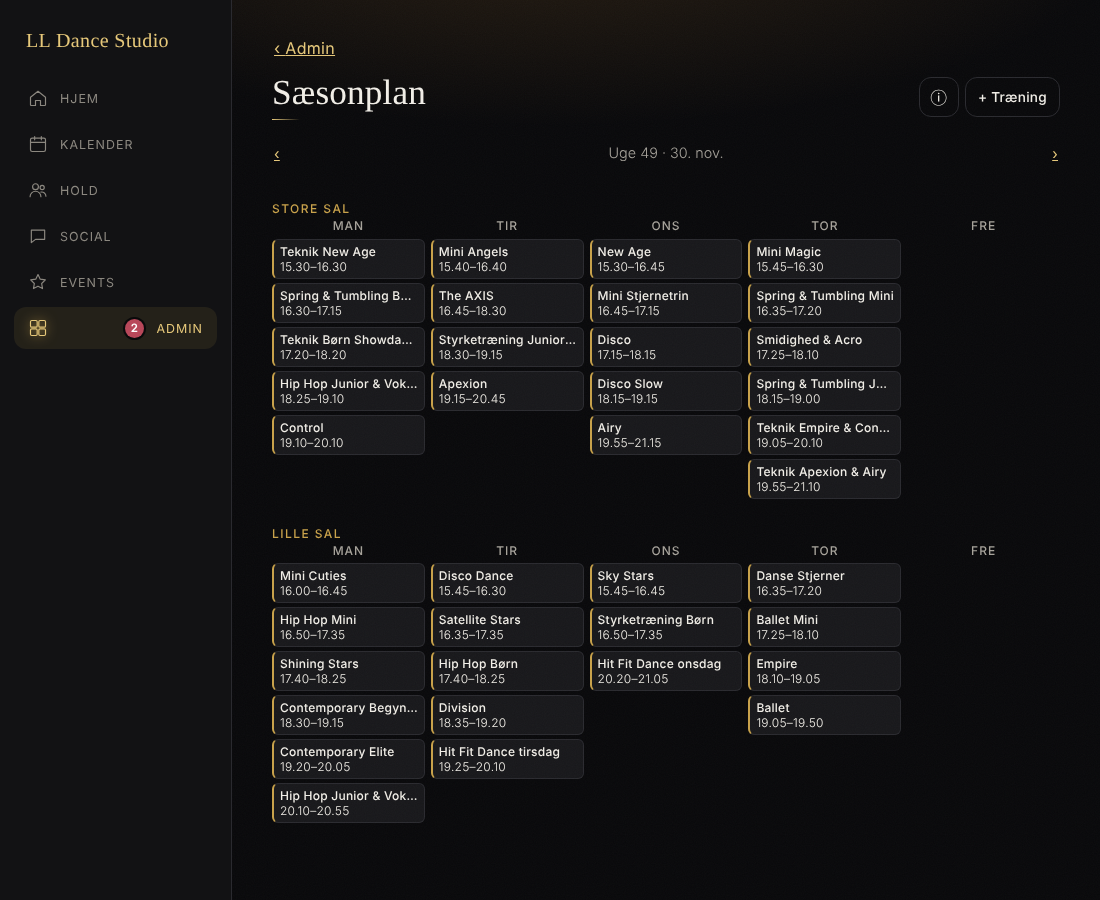 LL Dance Studio
HJEM
KALENDER
HOLD
SOCIAL
EVENTS
2 ADMIN
‹ Admin
Sæsonplan
+ Træning
‹ Uge 49 · 30. nov. ›
STORE SAL
MAN TIR ONS TOR FRE
Teknik New Age Mini Angels New Age Mini Magic
15.30–16.30 15.40–16.40 15.30–16.45 15.45–16.30
Spring & Tumbling B... The AXIS Mini Stjernetrin Spring & Tumbling Mini
16.30–17.15 16.45–18.30 16.45–17.15 16.35–17.20
Teknik Børn Showda... Styrketræning Junior... Disco Smidighed & Acro
17.20–18.20 18.30–19.15 17.15–18.15 17.25–18.10
Hip Hop Junior & Vok... Apexion Disco Slow Spring & Tumbling J...
18.25–19.10 19.15–20.45 18.15–19.15 18.15–19.00
Control Airy Teknik Empire & Con...
19.10–20.10 19.55–21.15 19.05–20.10
Teknik Apexion & Airy
19.55–21.10
LILLE SAL
MAN TIR ONS TOR FRE
Mini Cuties Disco Dance Sky Stars Danse Stjerner
16.00–16.45 15.45–16.30 15.45–16.45 16.35–17.20
Hip Hop Mini Satellite Stars Styrketræning Børn Ballet Mini
16.50–17.35 16.35–17.35 16.50–17.35 17.25–18.10
Shining Stars Hip Hop Børn Hit Fit Dance onsdag Empire
17.40–18.25 17.40–18.25 20.20–21.05 18.10–19.05
Contemporary Begyn... Division Ballet
18.30–19.15 18.35–19.20 19.05–19.50
Contemporary Elite Hit Fit Dance tirsdag
19.20–20.05 19.25–20.10
Hip Hop Junior & Vok...
20.10–20.55